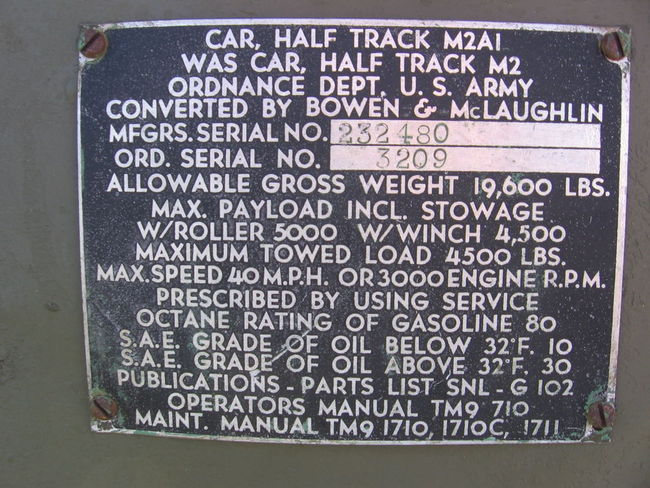 CAR, HALF TRACK M2A1
WAS CAR, HALF TRACK M2
ORDNANCE DEPT. U. S. ARMY
CONVERTED BY BOWEN & McLAUGHLIN
MFGRS. SERIAL NO. 232480
ORD. SERIAL NO. 3209
ALLOWABLE GROSS WEIGHT 19,600 LBS.
MAX. PAYLOAD INCL. STOWAGE
W/ROLLER 5000 W/WINCH 4,500
MAXIMUM TOWED LOAD 4500 LBS.
MAX. SPEED 40 M.P.H. OR 3000 ENGINE R.P.M.
PRESCRIBED BY USING SERVICE
OCTANE RATING OF GASOLINE 80
S.A.E. GRADE OF OIL BELOW 32°F. 10
S.A.E. GRADE OF OIL ABOVE 32°F. 30
PUBLICATIONS - PARTS LIST SNL - G 102
OPERATORS MANUAL TM9 710
MAINT. MANUAL TM9 1710, 1710C, 1711